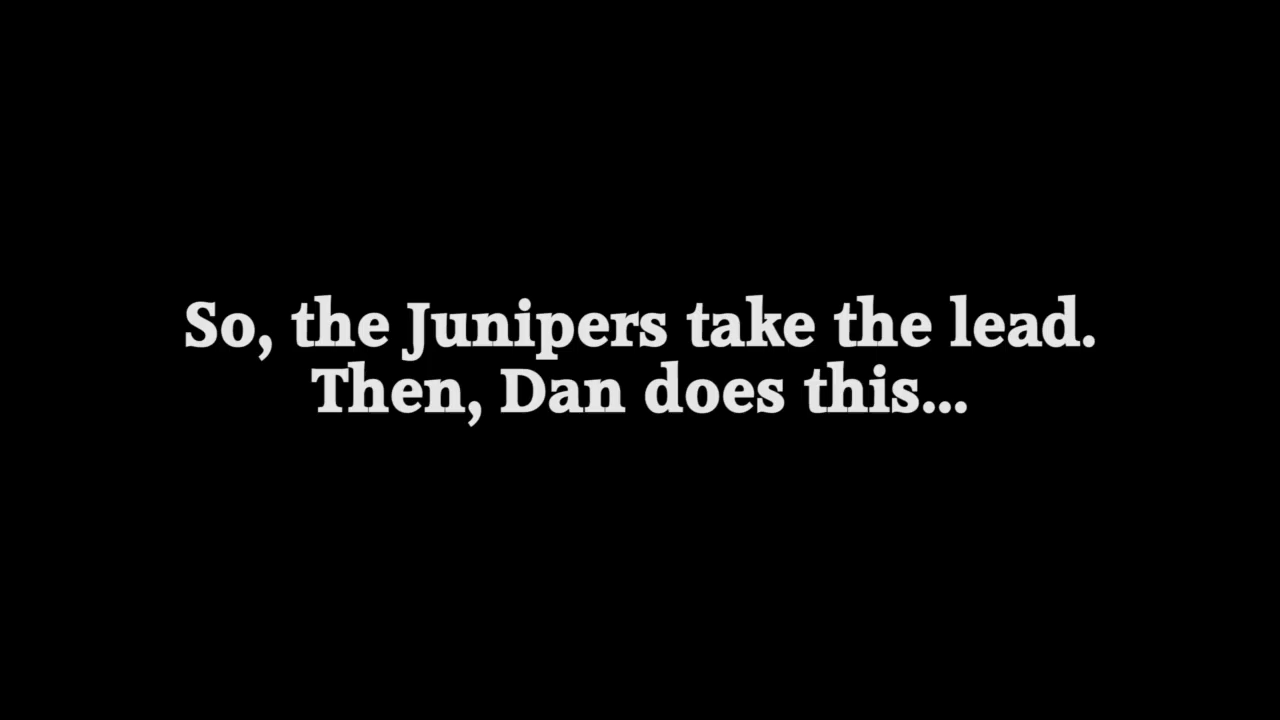 So, the Junipers take the lead.
Then, Dan does this...